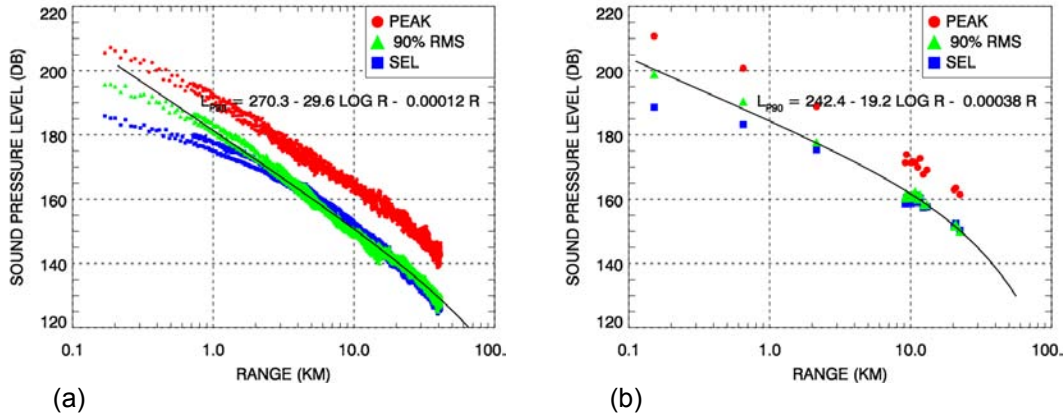 220
200
180
160
140
120
SOUND PRESSURE LEVEL (DB)
PEAK
90% RMS
SEL
L_P90 = 270.3 - 29.6 LOG R - 0.00012 R
0.1 1.0 10.0 100.
RANGE (KM)
(a)
220
200
180
160
140
120
SOUND PRESSURE LEVEL (DB)
PEAK
90% RMS
SEL
L_P90 = 242.4 - 19.2 LOG R - 0.00038 R
0.1 1.0 10.0 100.
RANGE (KM)
(b)